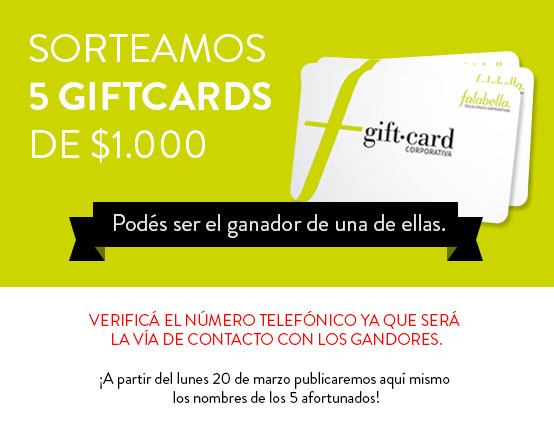 SORTEAMOS
5 GIFTCARDS
DE $1.000
falabella.
gift·card
CORPORATIVA
Podés ser el ganador de una de ellas.
VERIFICÁ EL NÚMERO TELEFÓNICO YA QUE SERÁ
LA VÍA DE CONTACTO CON LOS GANDORES.
¡A partir del lunes 20 de marzo publicaremos aquí mismo
los nombres de los 5 afortunados!